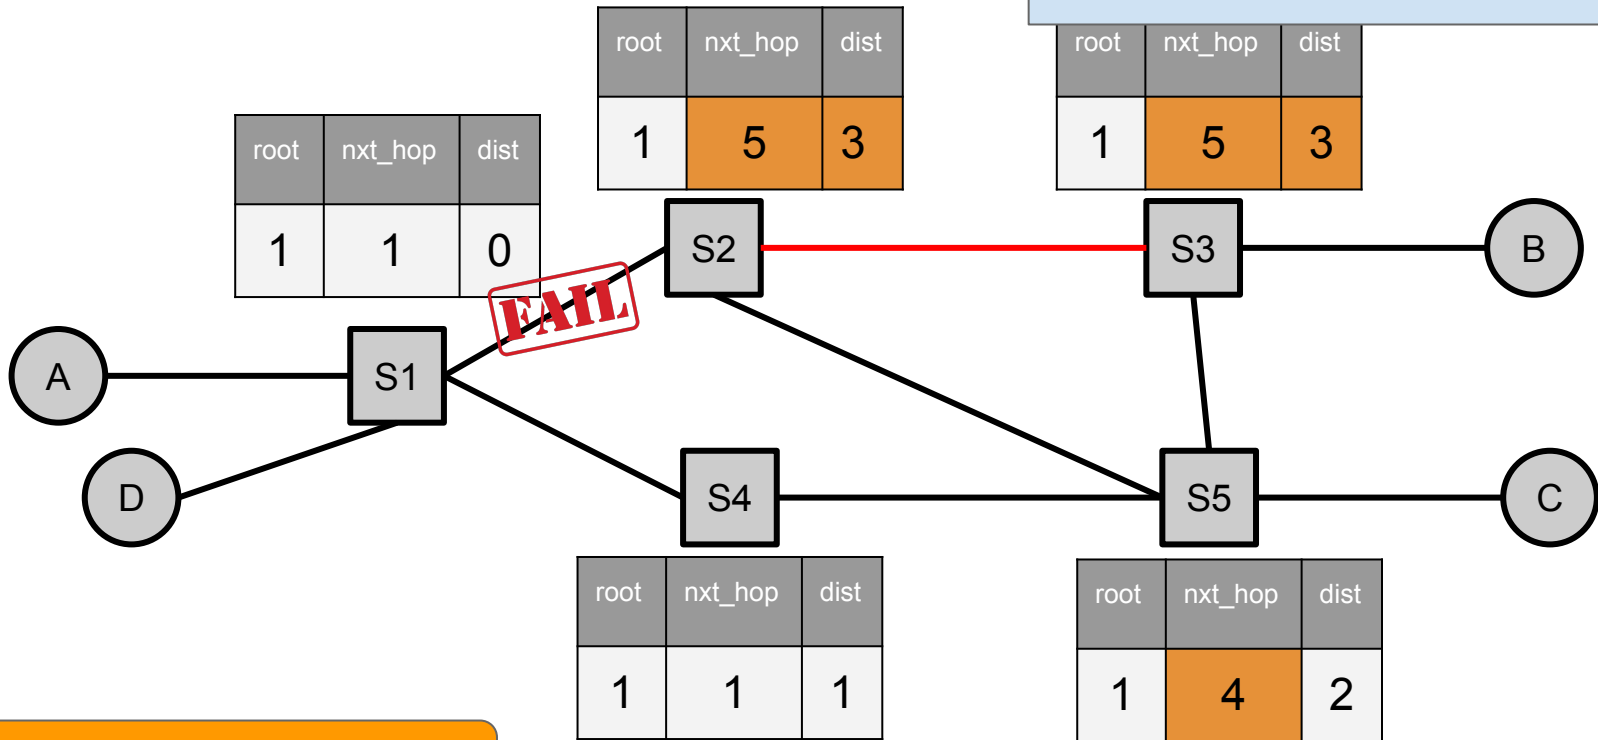 root nxt_hop dist
1 5 3
root nxt_hop dist
1 5 3
root nxt_hop dist
1 1 0
S2
S3
B
FAIL
A
S1
D
S4
S5
C
root nxt_hop dist
1 1 1
root nxt_hop dist
1 4 2